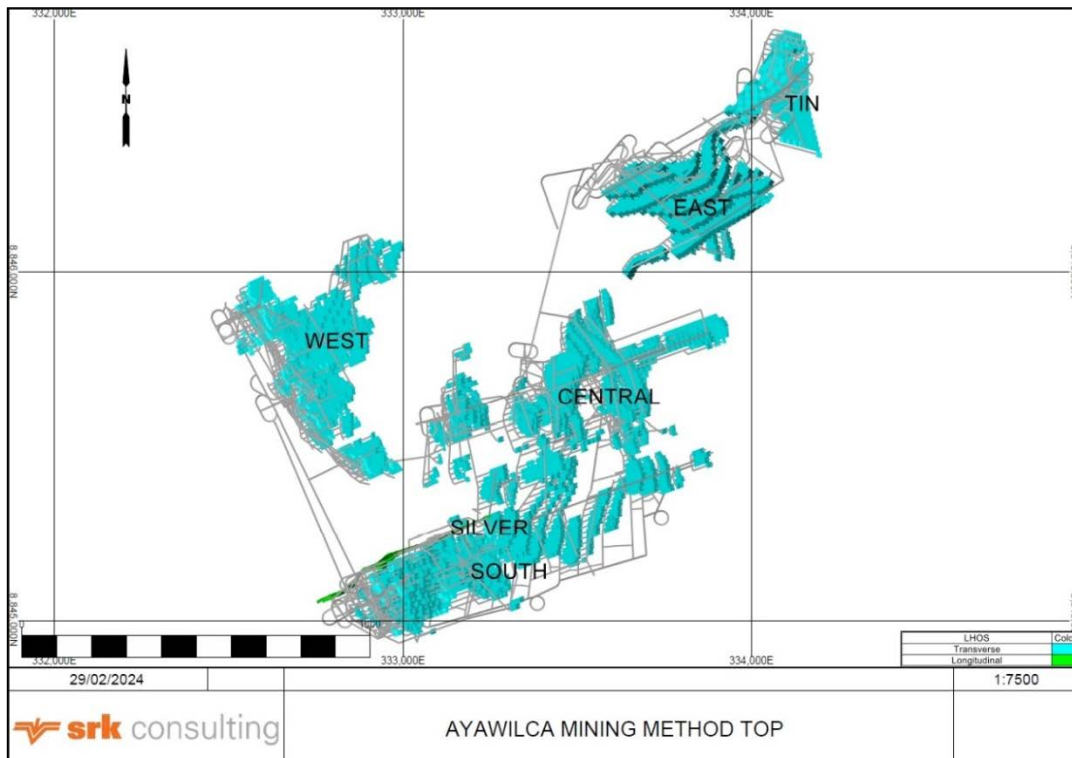 332,000E
333,000E
334,000E
N
TIN
EAST
8,846,000N
WEST
CENTRAL
SILVER
SOUTH
8,845,000N
0
332,000E
333,000E
334,000E
LHOS
Transverse
Longitudinal
29/02/2024
1:7500
srk consulting
AYAWILCA MINING METHOD TOP